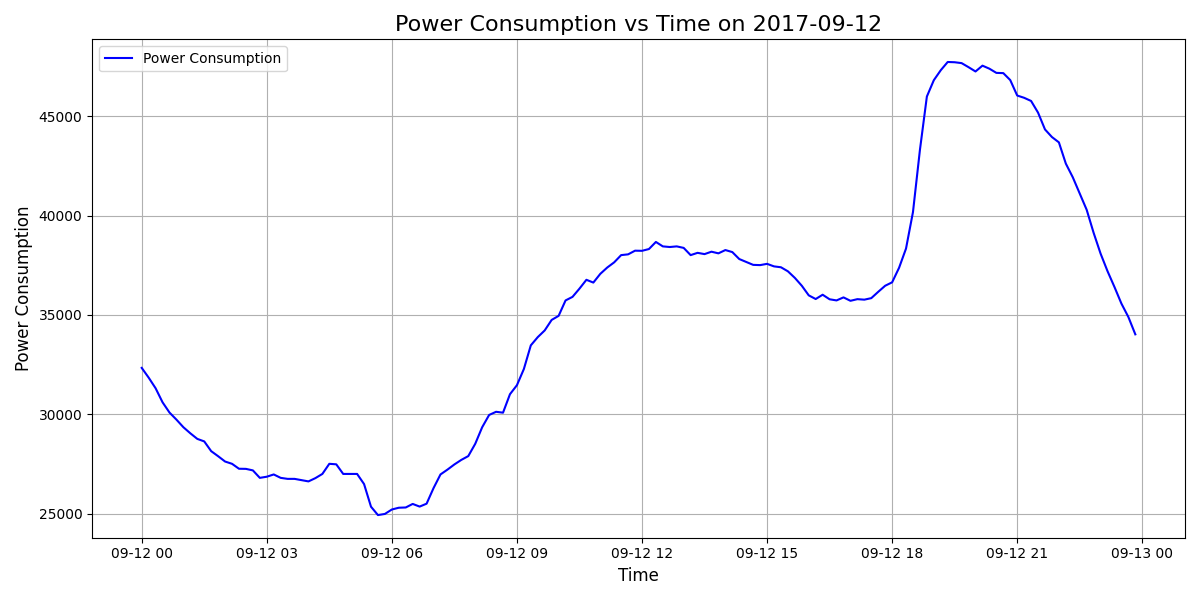 Power Consumption vs Time on 2017-09-12
Power Consumption
45000
40000
35000
30000
25000
Power Consumption
09-12 00 09-12 03 09-12 06 09-12 09 09-12 12 09-12 15 09-12 18 09-12 21 09-13 00
Time